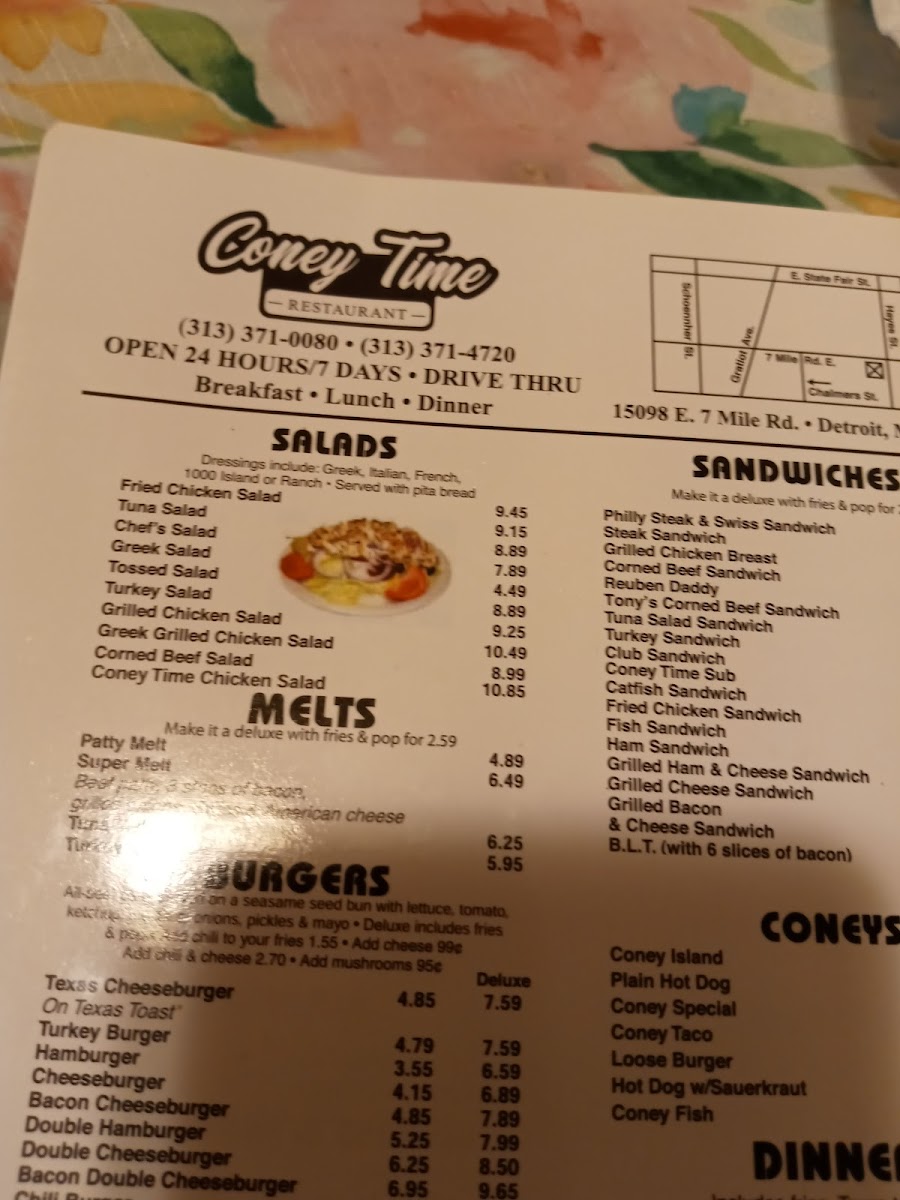 Coney Time
RESTAURANT
(313) 371-0080 • (313) 371-4720
OPEN 24 HOURS/7 DAYS • DRIVE THRU
Breakfast • Lunch • Dinner
E. State Fair St.
Schoenherr St.
Gratiot Ave.
Hayes St.
7 Mile Rd. E.
Chalmers St.
15098 E. 7 Mile Rd. • Detroit,
SALADS
Dressings include: Greek, Italian, French,
1000 Island or Ranch • Served with pita bread
Fried Chicken Salad 9.45
Tuna Salad 9.15
Chef's Salad 8.89
Greek Salad 7.89
Tossed Salad 4.49
Turkey Salad 8.89
Grilled Chicken Salad 9.25
Greek Grilled Chicken Salad 10.49
Corned Beef Salad 8.99
Coney Time Chicken Salad 10.85
MELTS
Make it a deluxe with fries & pop for 2.59
Patty Melt 4.89
Super Melt 6.49
Beef 3 strips of bacon,
American cheese
Tuna 6.25
Turkey 5.95
BURGERS
on a seasame seed bun with lettuce, tomato,
onions, pickles & mayo • Deluxe includes fries
& chili to your fries 1.55 • Add cheese 99¢
Add chili & cheese 2.70 • Add mushrooms 95¢
Deluxe
Texas Cheeseburger 4.85 7.59
On Texas Toast
Turkey Burger 4.79 7.59
Hamburger 3.55 6.59
Cheeseburger 4.15 6.89
Bacon Cheeseburger 4.85 7.89
Double Hamburger 5.25 7.99
Double Cheeseburger 6.25 8.50
Bacon Double Cheeseburger 6.95 9.65
Chili Burger
SANDWICHES
Make it a deluxe with fries & pop for
Philly Steak & Swiss Sandwich
Steak Sandwich
Grilled Chicken Breast
Corned Beef Sandwich
Reuben Daddy
Tony's Corned Beef Sandwich
Tuna Salad Sandwich
Turkey Sandwich
Club Sandwich
Coney Time Sub
Catfish Sandwich
Fried Chicken Sandwich
Fish Sandwich
Ham Sandwich
Grilled Ham & Cheese Sandwich
Grilled Cheese Sandwich
Grilled Bacon
& Cheese Sandwich
B.L.T. (with 6 slices of bacon)
CONEYS
Coney Island
Plain Hot Dog
Coney Special
Coney Taco
Loose Burger
Hot Dog w/Sauerkraut
Coney Fish
DINNE